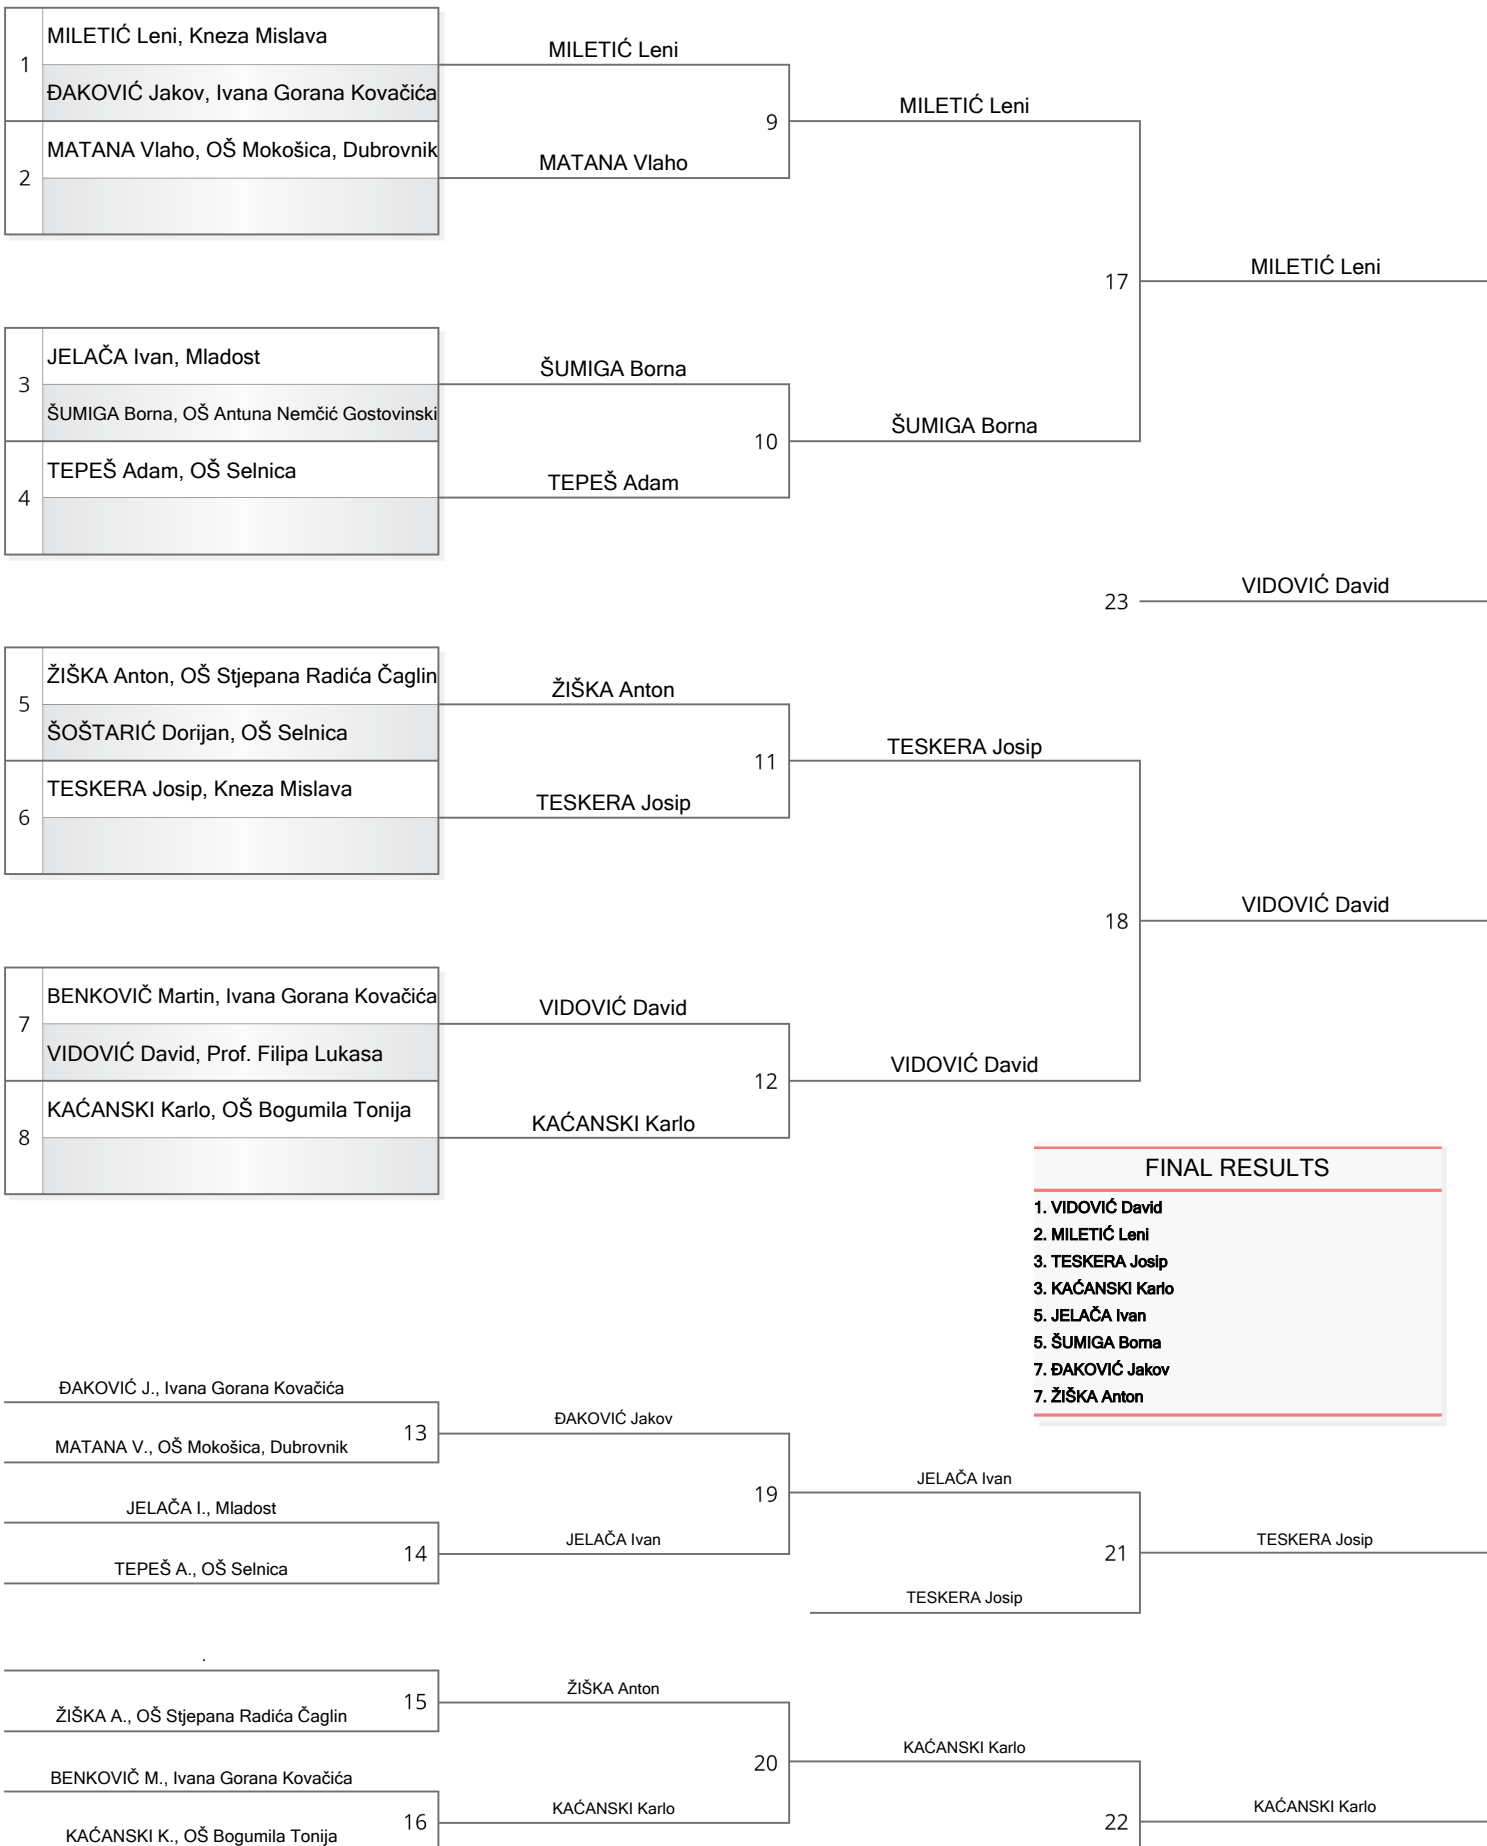 MILETIĆ Leni, Kneza Mislava
1
ĐAKOVIĆ Jakov, Ivana Gorana Kovačića
MATANA Vlaho, OŠ Mokošica, Dubrovnik
2
MILETIĆ Leni
9
MATANA Vlaho
MILETIĆ Leni
17
MILETIĆ Leni
JELAČA Ivan, Mladost
3
ŠUMIGA Borna, OŠ Antuna Nemčić Gostovinski
TEPEŠ Adam, OŠ Selnica
4
ŠUMIGA Borna
10
TEPEŠ Adam
ŠUMIGA Borna
23
VIDOVIĆ David
ŽIŠKA Anton, OŠ Stjepana Radića Čaglin
5
ŠOŠTARIĆ Dorijan, OŠ Selnica
TESKERA Josip, Kneza Mislava
6
ŽIŠKA Anton
11
TESKERA Josip
TESKERA Josip
18
VIDOVIĆ David
BENKOVIČ Martin, Ivana Gorana Kovačića
7
VIDOVIĆ David, Prof. Filipa Lukasa
KAĆANSKI Karlo, OŠ Bogumila Tonija
8
VIDOVIĆ David
12
KAĆANSKI Karlo
VIDOVIĆ David
FINAL RESULTS
1. VIDOVIĆ David
2. MILETIĆ Leni
3. TESKERA Josip
3. KAĆANSKI Karlo
5. JELAČA Ivan
5. ŠUMIGA Borna
7. ĐAKOVIĆ Jakov
7. ŽIŠKA Anton
ĐAKOVIĆ J., Ivana Gorana Kovačića
13
MATANA V., OŠ Mokošica, Dubrovnik
JELAČA I., Mladost
14
TEPEŠ A., OŠ Selnica
ĐAKOVIĆ Jakov
19
JELAČA Ivan
JELAČA Ivan
21
TESKERA Josip
TESKERA Josip
.
15
ŽIŠKA A., OŠ Stjepana Radića Čaglin
BENKOVIČ M., Ivana Gorana Kovačića
16
KAĆANSKI K., OŠ Bogumila Tonija
ŽIŠKA Anton
20
KAĆANSKI Karlo
KAĆANSKI Karlo
22
KAĆANSKI Karlo